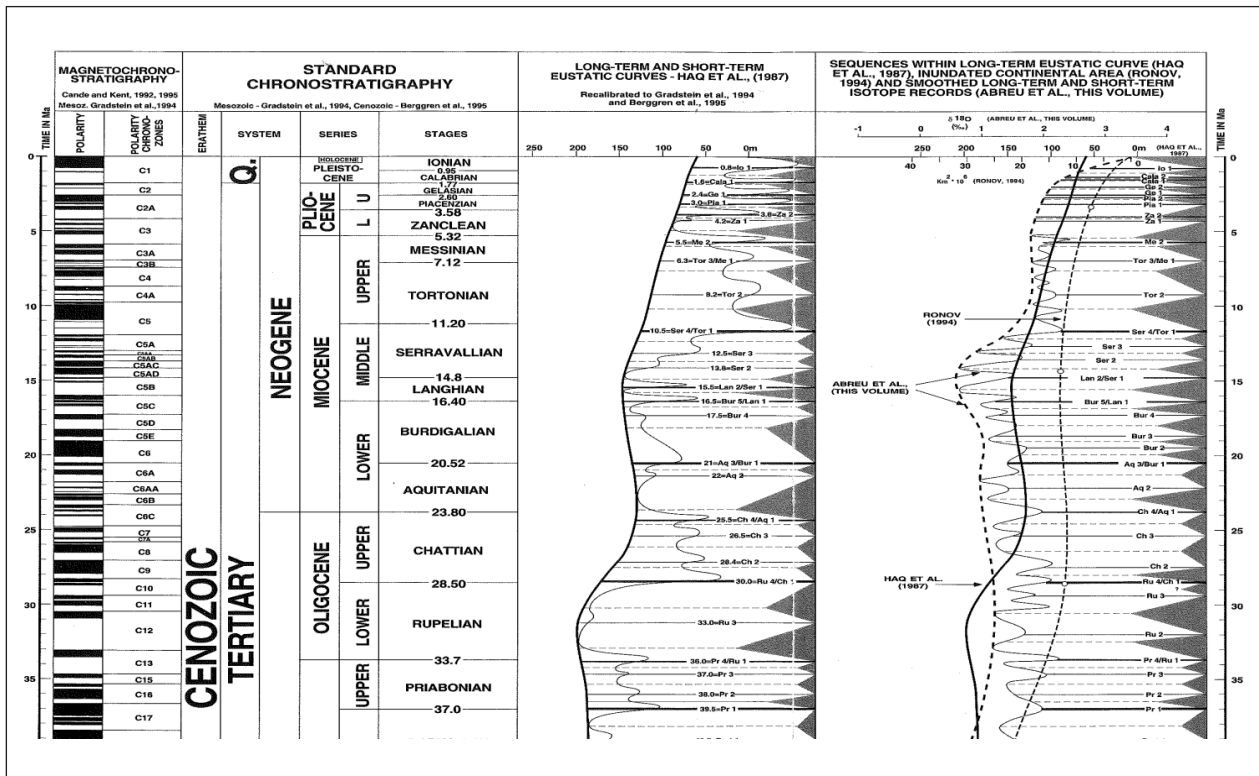 MAGNETOCHRONO-
STRATIGRAPHY
Cande and Kent, 1992, 1995
Mesoz. Gradstein et al.,1994
STANDARD
CHRONOSTRATIGRAPHY
Mesozoic - Gradstein et al., 1994, Cenozoic - Berggren et al., 1995
LONG-TERM AND SHORT-TERM
EUSTATIC CURVES - HAQ ET AL., (1987)
Recalibrated to Gradstein et al., 1994
and Berggren et al., 1995
SEQUENCES WITHIN LONG-TERM EUSTATIC CURVE (HAQ
ET AL., 1987), INUNDATED CONTINENTAL AREA (RONOV,
1994) AND SMOOTHED LONG-TERM AND SHORT-TERM
ISOTOPE RECORDS (ABREU ET AL., THIS VOLUME)
TIME IN Ma
POLARITY
POLARITY
CHRONO-
ZONES
ERATHEM
SYSTEM
SERIES
STAGES
250 200 150 100 50 0m
δ 18O (ABREU ET AL., THIS VOLUME)
(‰)
-1 0 1 2 3 4
(HAQ ET AL.,
1987)
300 250 200 150 100 50 0m
40 30 20 10
Km2 * 10 6 (RONOV, 1994)
TIME IN Ma
0
5
10
15
20
25
30
35
C1
C2
C2A
C3
C3A
C3B
C4
C4A
C5
C5A
C5AB
C5AC
C5AD
C5B
C5C
C5D
C5E
C6
C6A
C6AA
C6B
C6C
C7
C7A
C8
C9
C10
C11
C12
C13
C15
C16
C17
CENOZOIC
Q.
TERTIARY
NEOGENE
HOLOCENE
PLEISTO-
CENE
PLIO-
CENE
U
L
MIOCENE
UPPER
MIDDLE
LOWER
OLIGOCENE
UPPER
LOWER
UPPER
IONIAN
0.95
CALABRIAN
1.77
GELASIAN
2.60
PIACENZIAN
3.58
ZANCLEAN
5.32
MESSINIAN
7.12
TORTONIAN
11.20
SERRAVALLIAN
14.8
LANGHIAN
16.40
BURDIGALIAN
20.52
AQUITANIAN
23.80
CHATTIAN
28.50
RUPELIAN
33.7
PRIABONIAN
37.0
0.8=Io 1
1.6=Cala 1
2.4=Ge 1
3.0=Pia 1
3.8=Za 2
4.2=Za 1
5.5=Me 2
6.3=Tor 3/Me 1
8.2=Tor 2
10.5=Ser 4/Tor 1
12.5=Ser 3
13.8=Ser 2
15.5=Lan 2/Ser 1
16.5=Bur 5/Lan 1
17.5=Bur 4
21=Aq 3/Bur 1
22=Aq 2
25.5=Ch 4/Aq 1
26.5=Ch 3
28.4=Ch 2
30.0=Ru 4/Ch 1
33.0=Ru 3
36.0=Pr 4/Ru 1
37.0=Pr 3
38.0=Pr 2
39.5=Pr 1
Io 1
Cala 2
Cala 1
Ge 2
Ge 1
Pia 2
Pia 1
Za 2
Za 1
Me 2
Tor 3/Me 1
Tor 2
Ser 4/Tor 1
Ser 3
Ser 2
Lan 2/Ser 1
Bur 5/Lan 1
Bur 4
Bur 3
Bur 2
Aq 3/Bur 1
Aq 2
Ch 4/Aq 1
Ch 3
Ch 2
Ru 4/Ch 1
?
Ru 3
Ru 2
Pr 4/Ru 1
Pr 3
Pr 2
Pr 1
RONOV
(1994)
ABREU ET AL.,
(THIS VOLUME)
HAQ ET AL.
(1987)
0
5
10
15
20
25
30
35